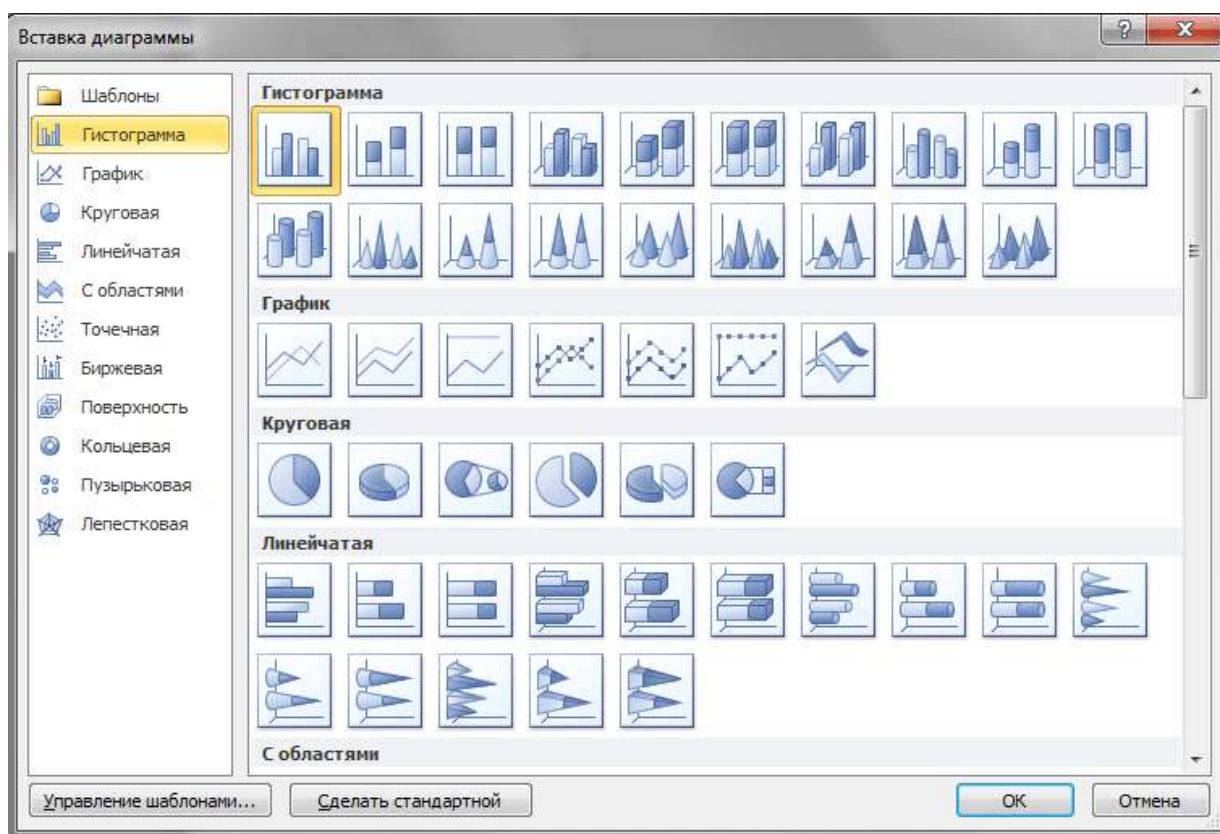 Вставка диаграммы
Шаблоны
Гистограмма
График
Круговая
Линейчатая
С областями
Точечная
Биржевая
Поверхность
Кольцевая
Пузырьковая
Лепестковая
Гистограмма
График
Круговая
Линейчатая
С областями
Управление шаблонами...
Сделать стандартной
ОК
Отмена